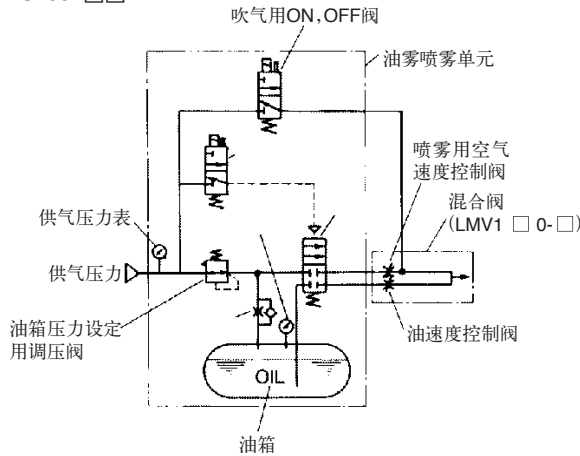 吹气用ON,OFF阀
油雾喷雾单元
喷雾用空气
速度控制阀
混合阀
(LMV1 □ 0-□)
供气压力表
供气压力
油箱压力设定
用调压阀
油速度控制阀
OIL
油箱